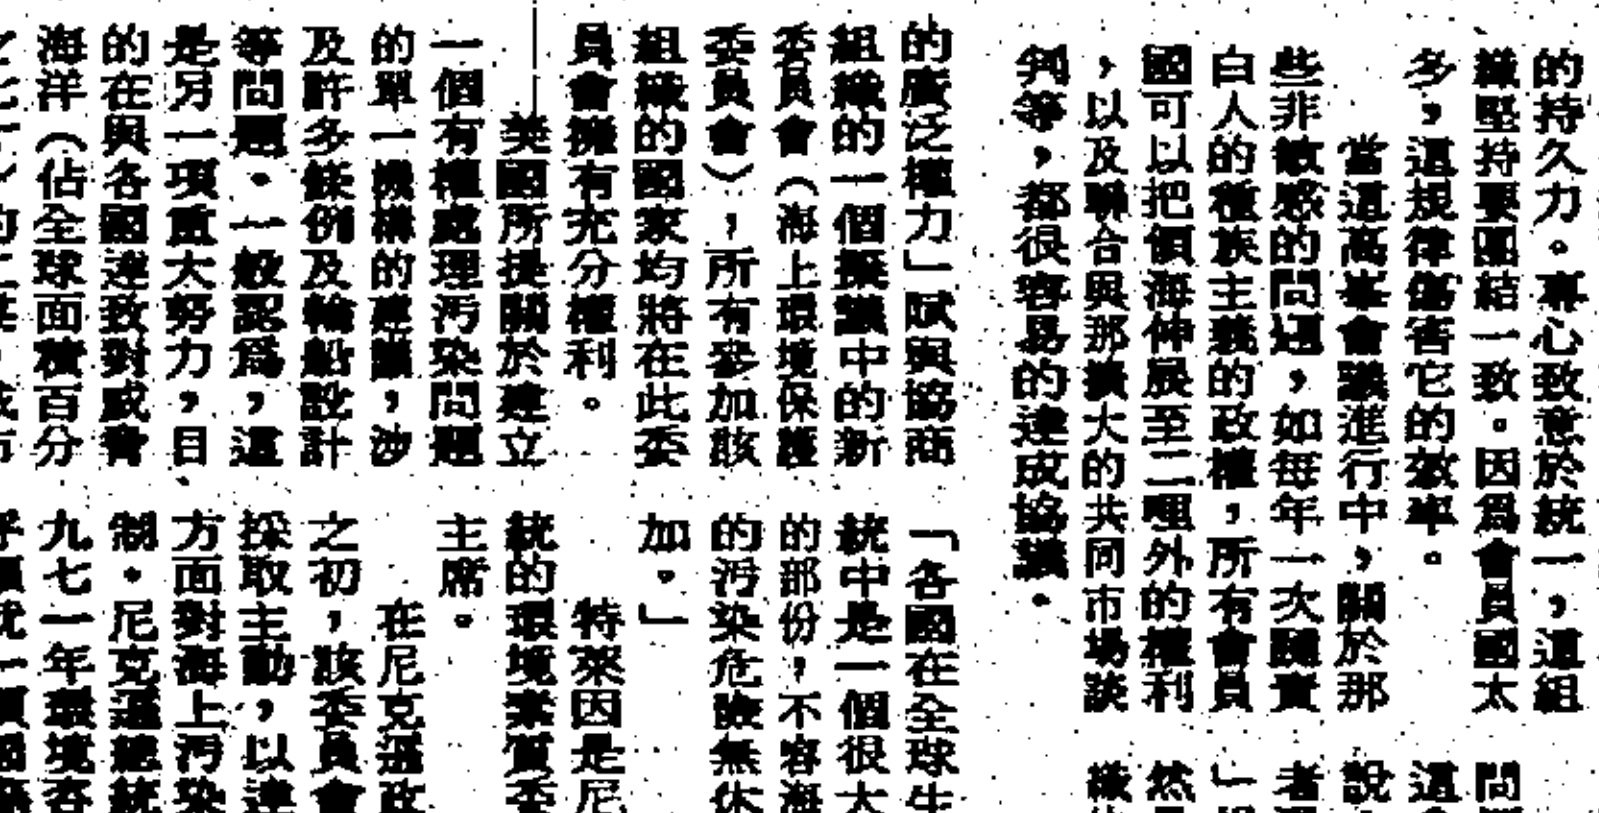 的持久力。專心致意於統一，這組
織堅持要團結一致。因爲會員國太
多，這規律傷害它的效率。
當這高峯會議進行中，關於那
些非敏感的問題，如每年一次譴責
白人的種族主義的政權，所有會員
國可以把領海伸展至二哩外的權利
，以及聯合與那擴大的共同市場談
判等，都很容易的達成協議。
問
這
說
者
」
然
織
的廣泛權力」賦與協商
組織的一個擬議中的新
委員會（海上環境保護
委員會），所有參加該
組織的國家均將在此委
員會擁有充分權利。
美國所提關於建立
一個有權處理污染問題
的單一機構的建議，涉
及許多條例及輪船設計
等問題。一般認爲，這
是另一項重大努力，目
的在與各國達致對威脅
海洋（佔全球面積百分
「各國在全球生
統中是一個很大
的部份，不容海
的污染危險無休
加。」
特萊因是尼
統的環境素質委
主席。
在尼克遜政
之初，該委員會
採取主動，以達
方面對海上污染
制。尼克遜總統
九七一年環境咨